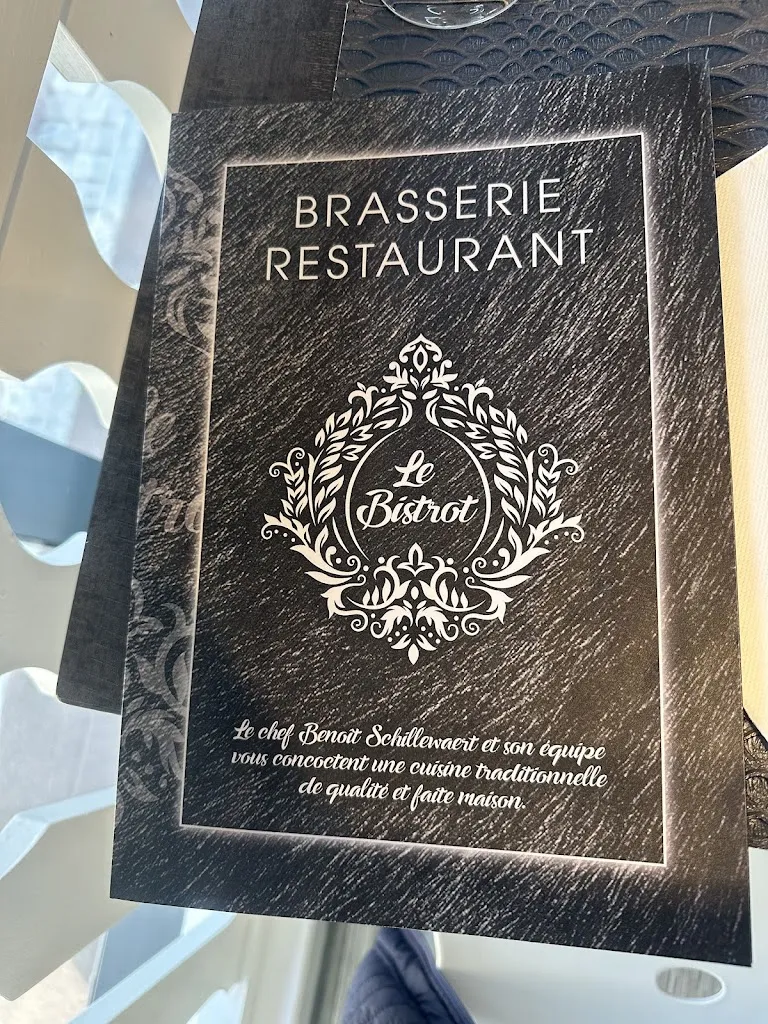 BRASSERIE
RESTAURANT
Le
Bistrot
Le chef Benoît Schillewaert et son équipe
vous concoctent une cuisine traditionnelle
de qualité et faite maison.